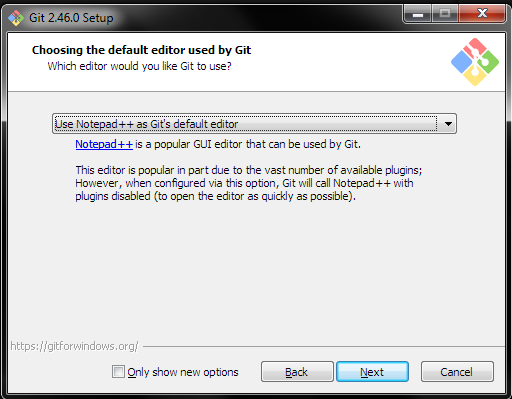 Git 2.46.0 Setup
Choosing the default editor used by Git
Which editor would you like Git to use?
Use Notepad++ as Git's default editor
Notepad++ is a popular GUI editor that can be used by Git.
This editor is popular in part due to the vast number of available plugins;
However, when configured via this option, Git will call Notepad++ with
plugins disabled (to open the editor as quickly as possible).
https://gitforwindows.org/
Only show new options
Back
Next
Cancel